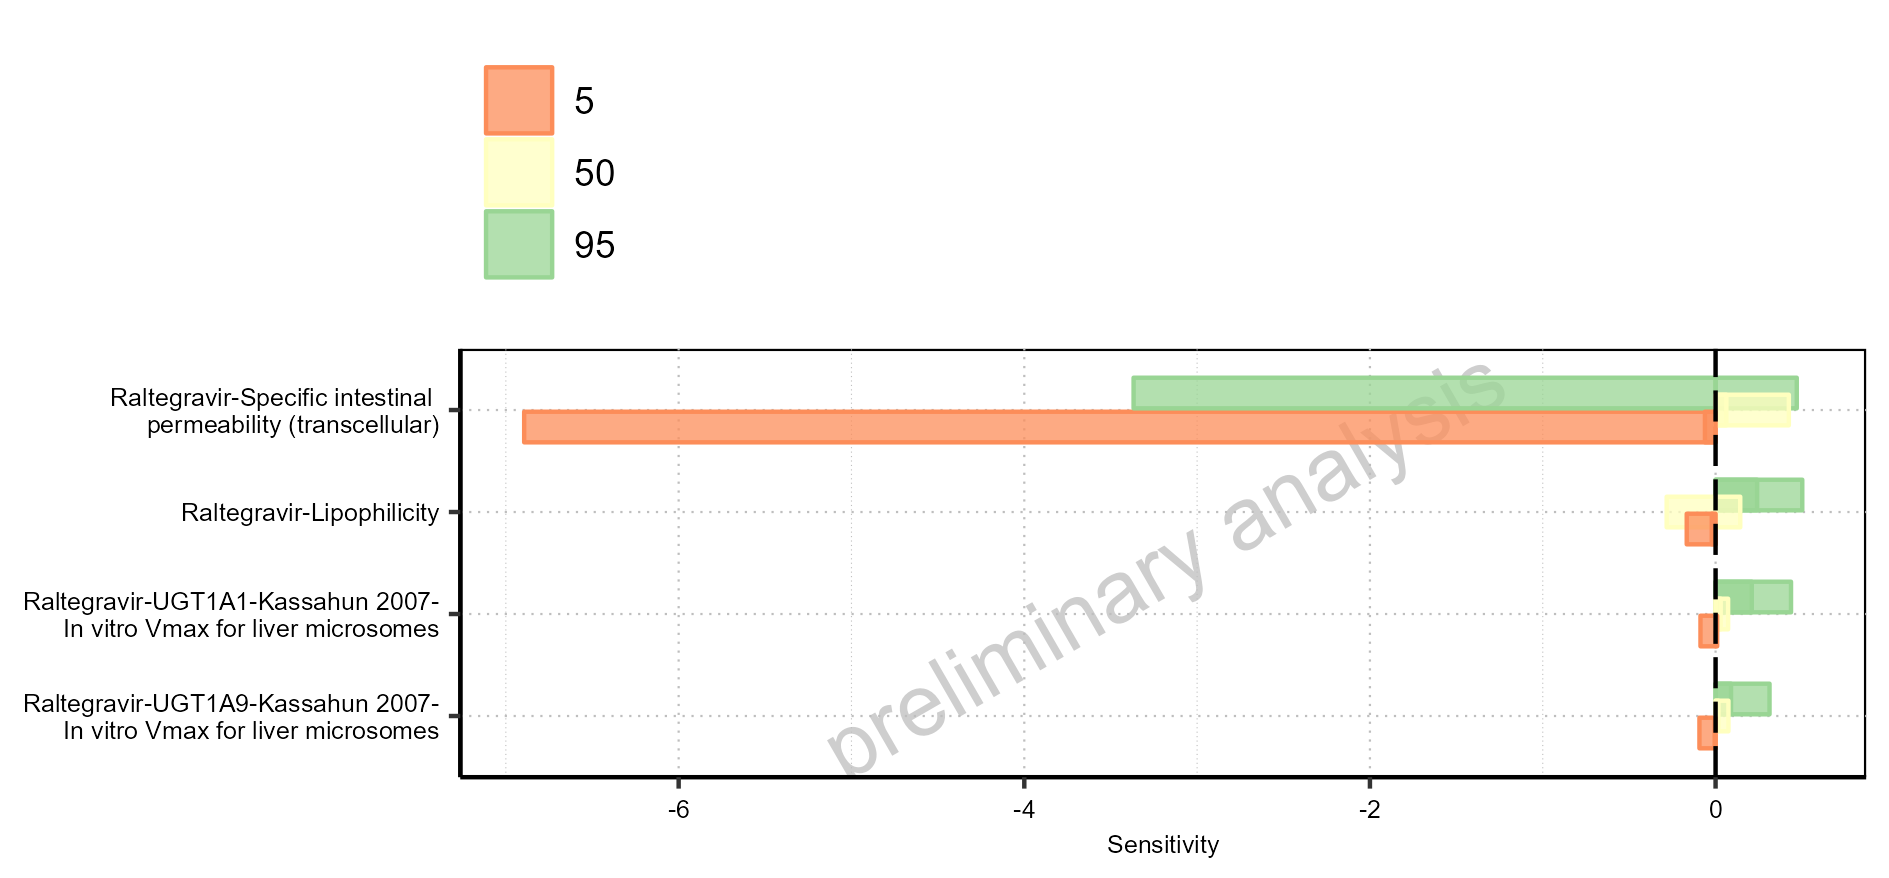 5
50
95
Raltegravir-Specific intestinal
permeability (transcellular)
Raltegravir-Lipophilicity
Raltegravir-UGT1A1-Kassahun 2007-
In vitro Vmax for liver microsomes
Raltegravir-UGT1A9-Kassahun 2007-
In vitro Vmax for liver microsomes
preliminary analysis
-6
-4
-2
0
Sensitivity